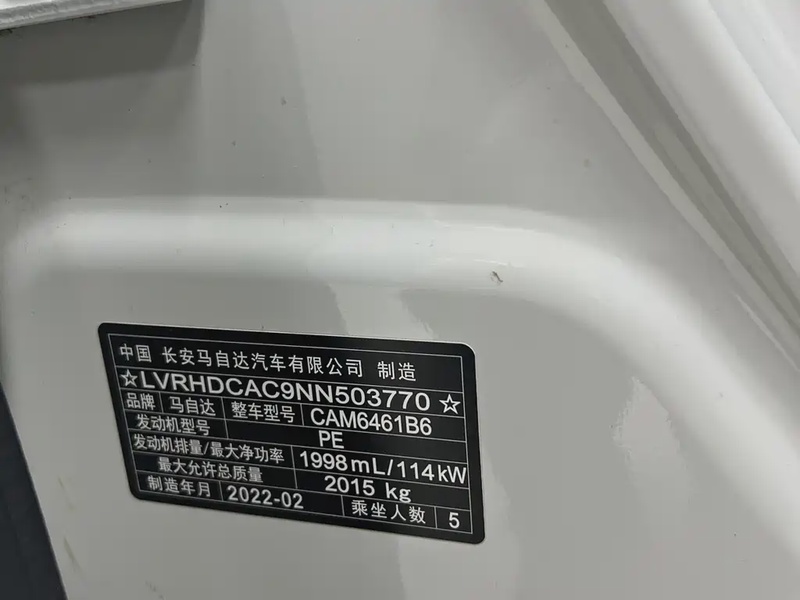 中国 长安马自达汽车有限公司 制造
☆LVRHDCAC9NN503770☆
品牌 马自达 整车型号 CAM6461B6
发动机型号 PE
发动机排量/最大净功率 1998mL/114kW
最大允许总质量 2015 kg
制造年月 2022-02 乘坐人数 5